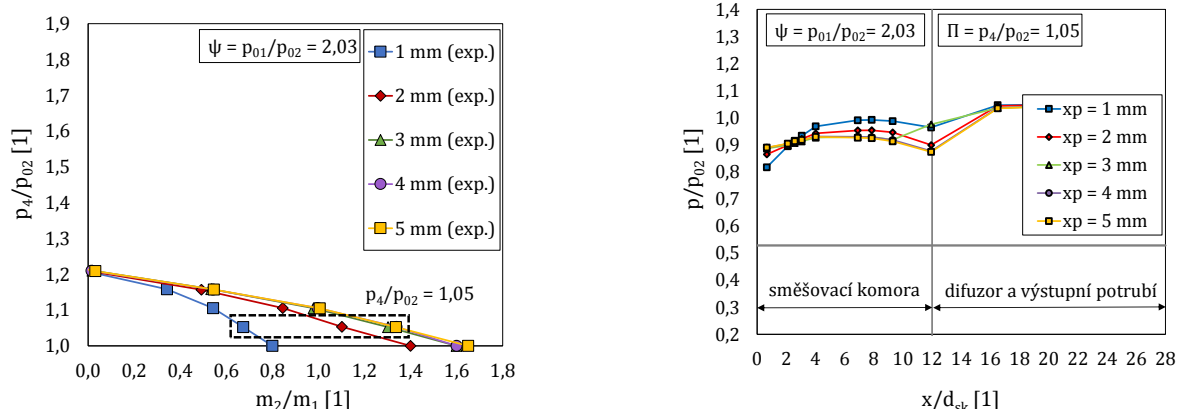 ψ = p₀₁/p₀₂ = 2,03
1 mm (exp.)
2 mm (exp.)
3 mm (exp.)
4 mm (exp.)
5 mm (exp.)
p₄/p₀₂ = 1,05
p₄/p₀₂ [1]
1,9
1,8
1,7
1,6
1,5
1,4
1,3
1,2
1,1
1,0
0,0 0,2 0,4 0,6 0,8 1,0 1,2 1,4 1,6 1,8
m₂/m₁ [1]
ψ = p₀₁/p₀₂= 2,03
Π = p₄/p₀₂ = 1,05
xp = 1 mm
xp = 2 mm
xp = 3 mm
xp = 4 mm
xp = 5 mm
směšovací komora
difuzor a výstupní potrubí
p/p₀₂ [1]
1,4
1,3
1,2
1,1
1,0
0,9
0,8
0,6
0,5
0,4
0,3
0,2
0 2 4 6 8 10 12 14 16 18 20 22 24 26 28
x/dₛₖ [1]